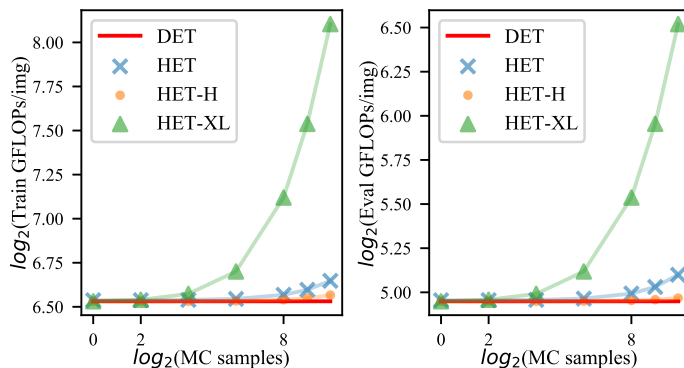 8.00
7.75
7.50
7.25
7.00
6.75
6.50
log₂(Train GFLOPs/img)
DET
HET
HET-H
HET-XL
0
2
8
log₂(MC samples)
6.50
6.25
6.00
5.75
5.50
5.25
5.00
log₂(Eval GFLOPs/img)
DET
HET
HET-H
HET-XL
0
2
8
log₂(MC samples)